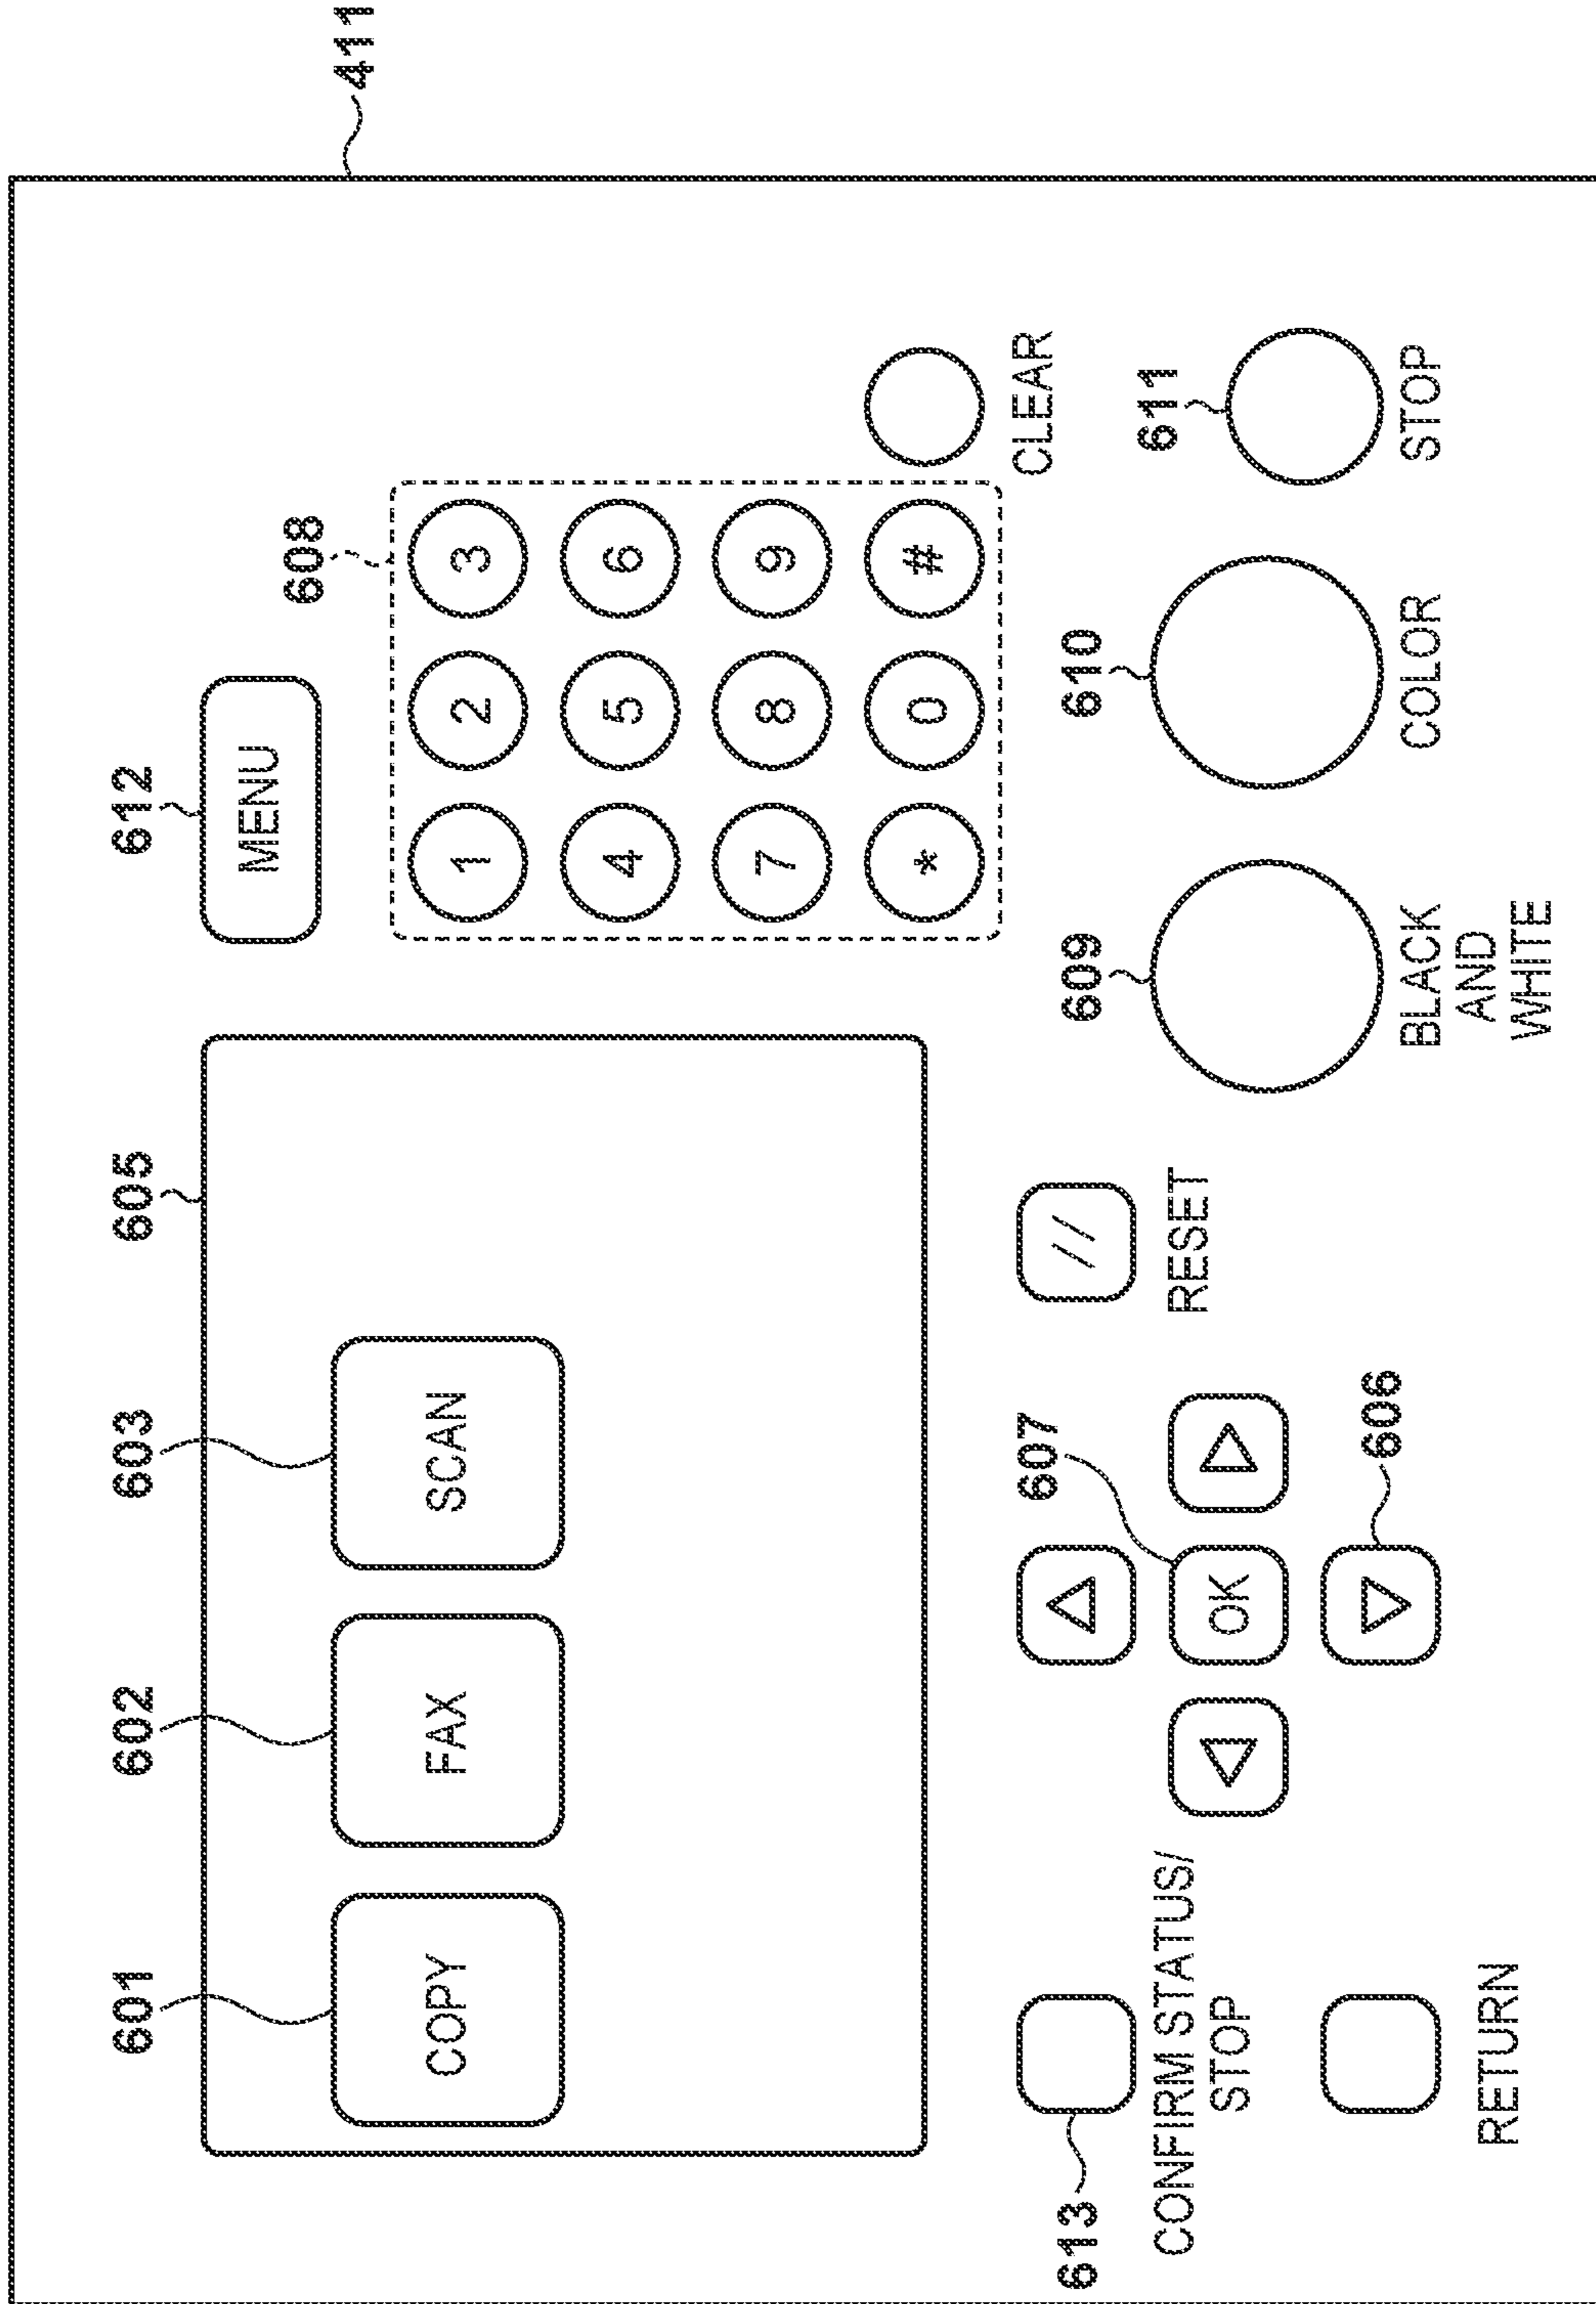 411
601
602
603
605
612
COPY
FAX
SCAN
MENU
608
1 2 3
4 5 6
7 8 9
* 0 #
CLEAR
613
607
OK
606
CONFIRM STATUS/
STOP
RETURN
//
RESET
609
610
611
BLACK
AND
WHITE
COLOR
STOP